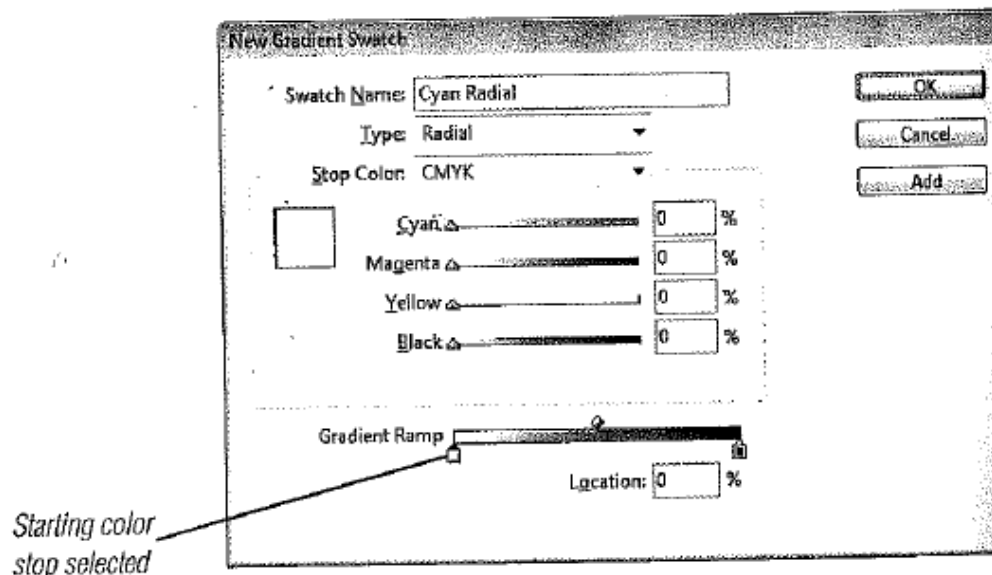 New Gradient Swatch
Swatch Name: Cyan Radial
OK
Type: Radial
Cancel
Stop Color: CMYK
Add
Cyan 0 %
Magenta 0 %
Yellow 0 %
Black 0 %
Gradient Ramp
Location: 0 %
Starting color
stop selected